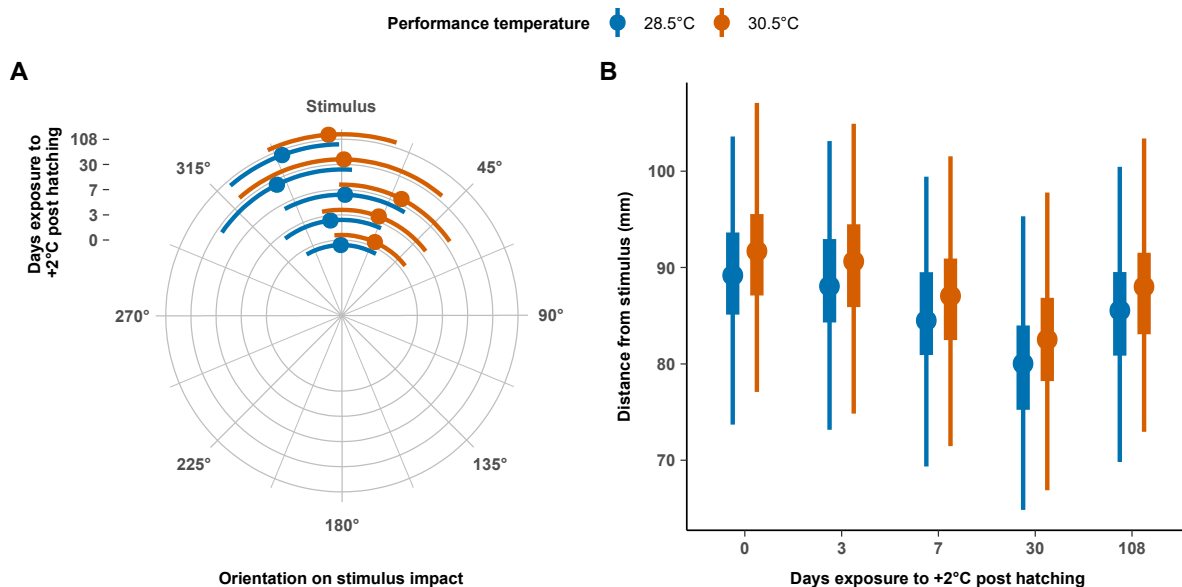 Performance temperature 28.5°C 30.5°C
A
B
Stimulus
Days exposure to
+2°C post hatching
108
30
7
3
0
315°
45°
270°
90°
225°
135°
180°
Orientation on stimulus impact
Distance from stimulus (mm)
100
90
80
70
0 3 7 30 108
Days exposure to +2°C post hatching